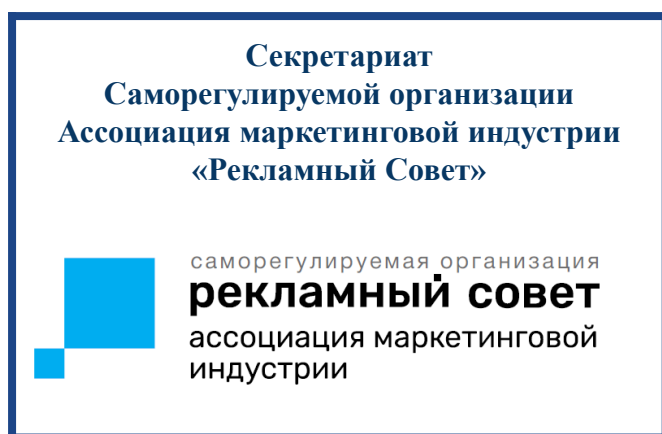 Секретариат
Саморегулируемой организации
Ассоциация маркетинговой индустрии
«Рекламный Совет»
саморегулируемая организация
рекламный совет
ассоциация маркетинговой
индустрии